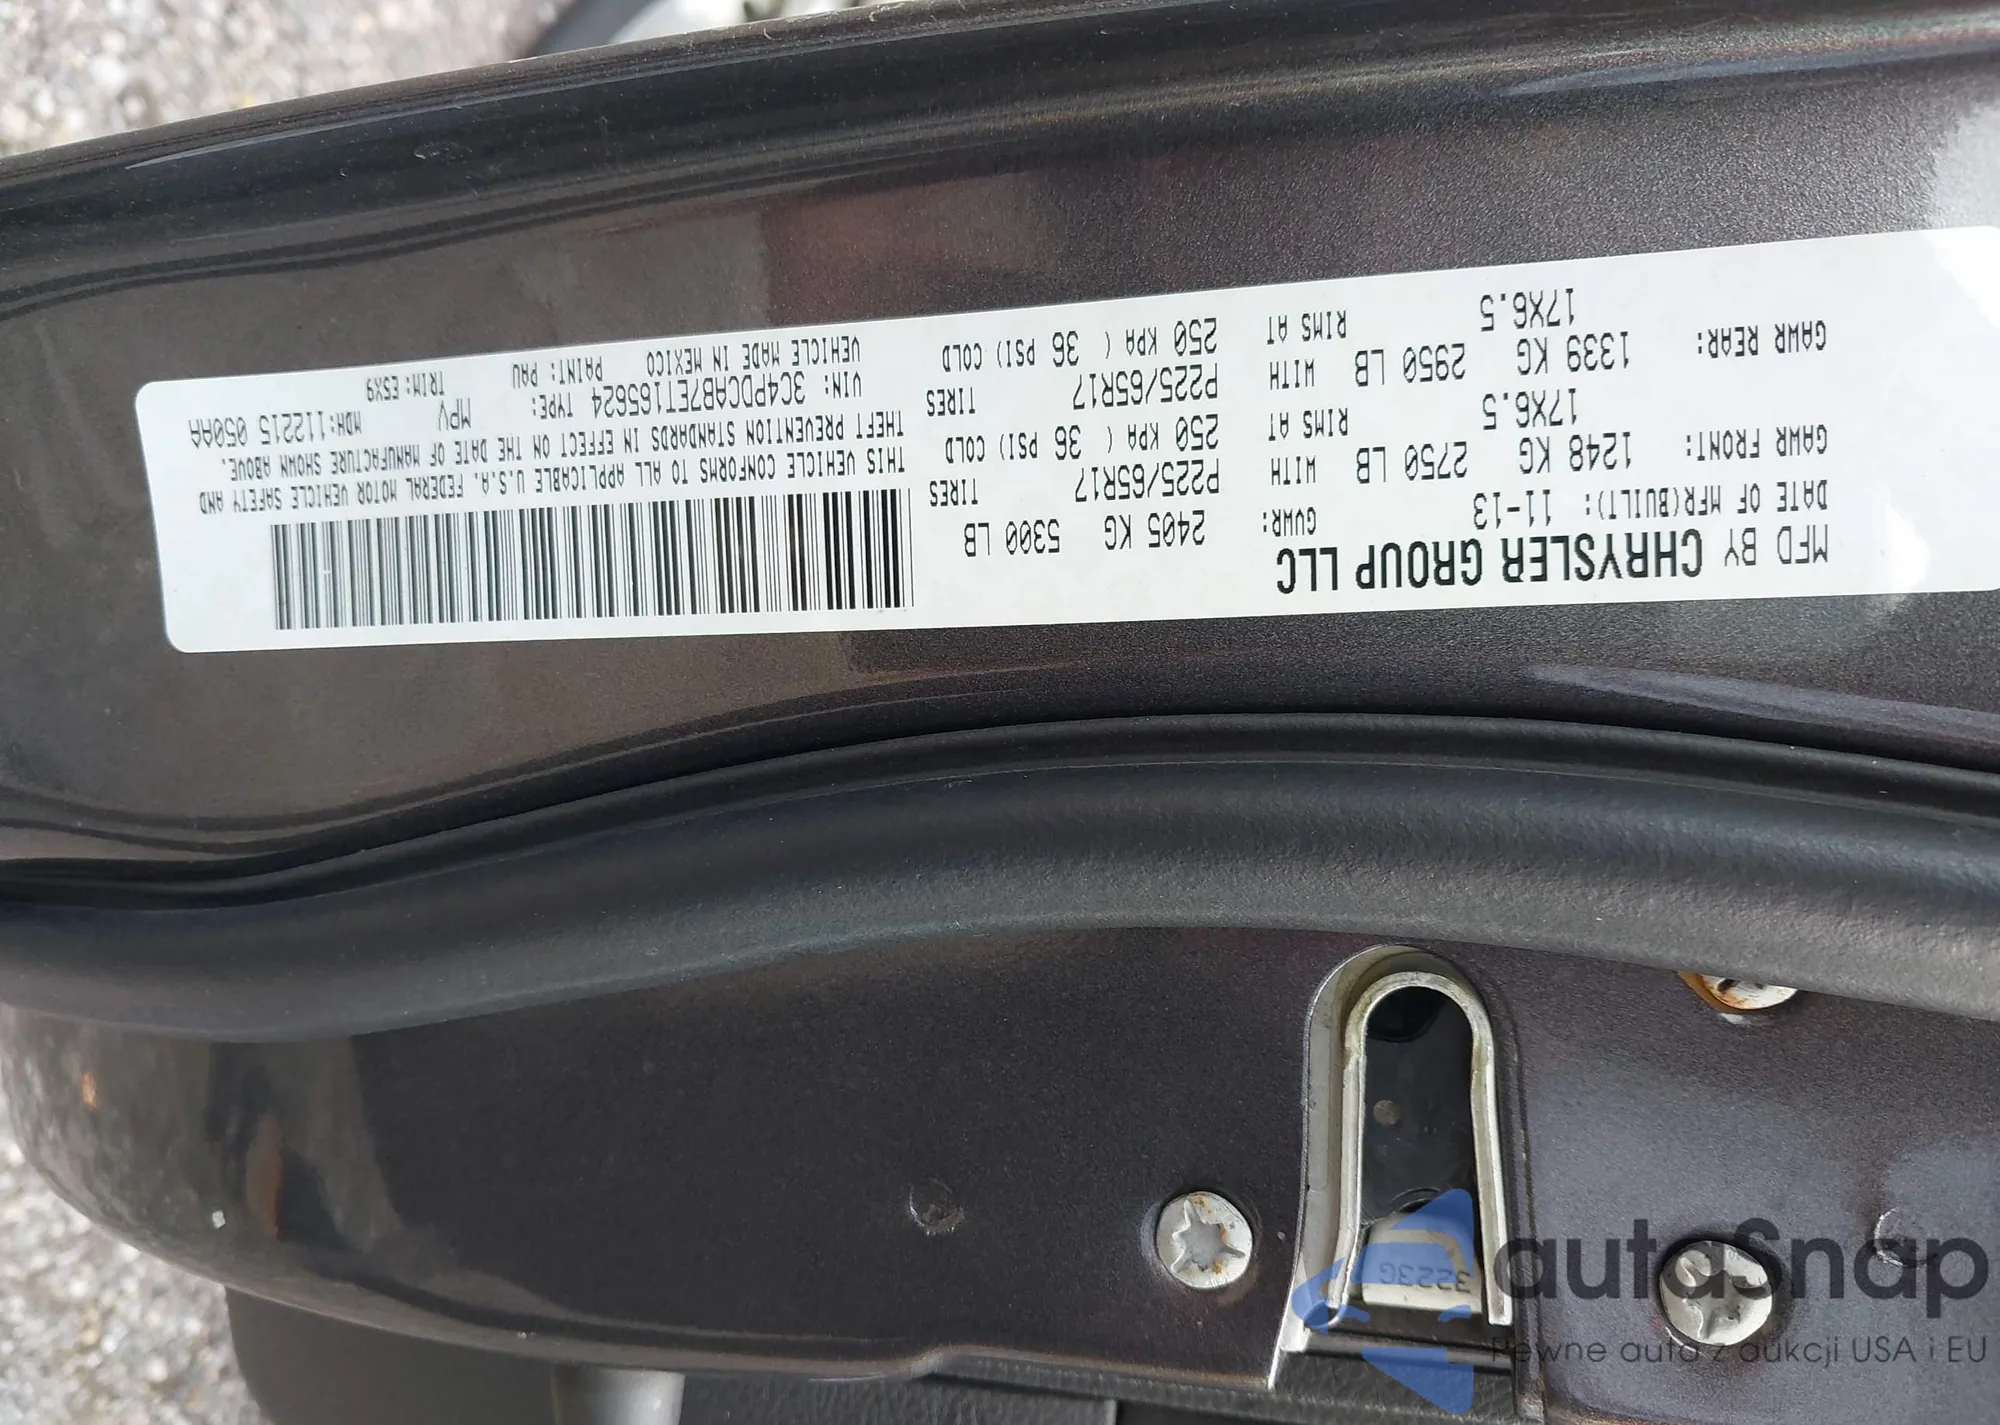 MFD BY CHRYSLER GROUP LLC
DATE OF MFR(BUILT): 11-13 GVWR: 2405 KG 5300 LB
GAWR FRONT: 1248 KG 2750 LB WITH P225/65R17 TIRES
17X6.5 RIMS AT 250 KPA ( 36 PSI) COLD
GAWR REAR: 1339 KG 2950 LB WITH P225/65R17 TIRES
17X6.5 RIMS AT 250 KPA ( 36 PSI) COLD
THIS VEHICLE CONFORMS TO ALL APPLICABLE U.S.A. FEDERAL MOTOR VEHICLE SAFETY AND
THEFT PREVENTION STANDARDS IN EFFECT ON THE DATE OF MANUFACTURE SHOWN ABOVE.
VIN: 3C4PDCAB7ET165624 TYPE: MPV MDH:112215 050AA
VEHICLE MADE IN MEXICO PAINT: PAU TRIM: E5X9
32236
autaSnap
Pewne auta z aukcji USA i EU